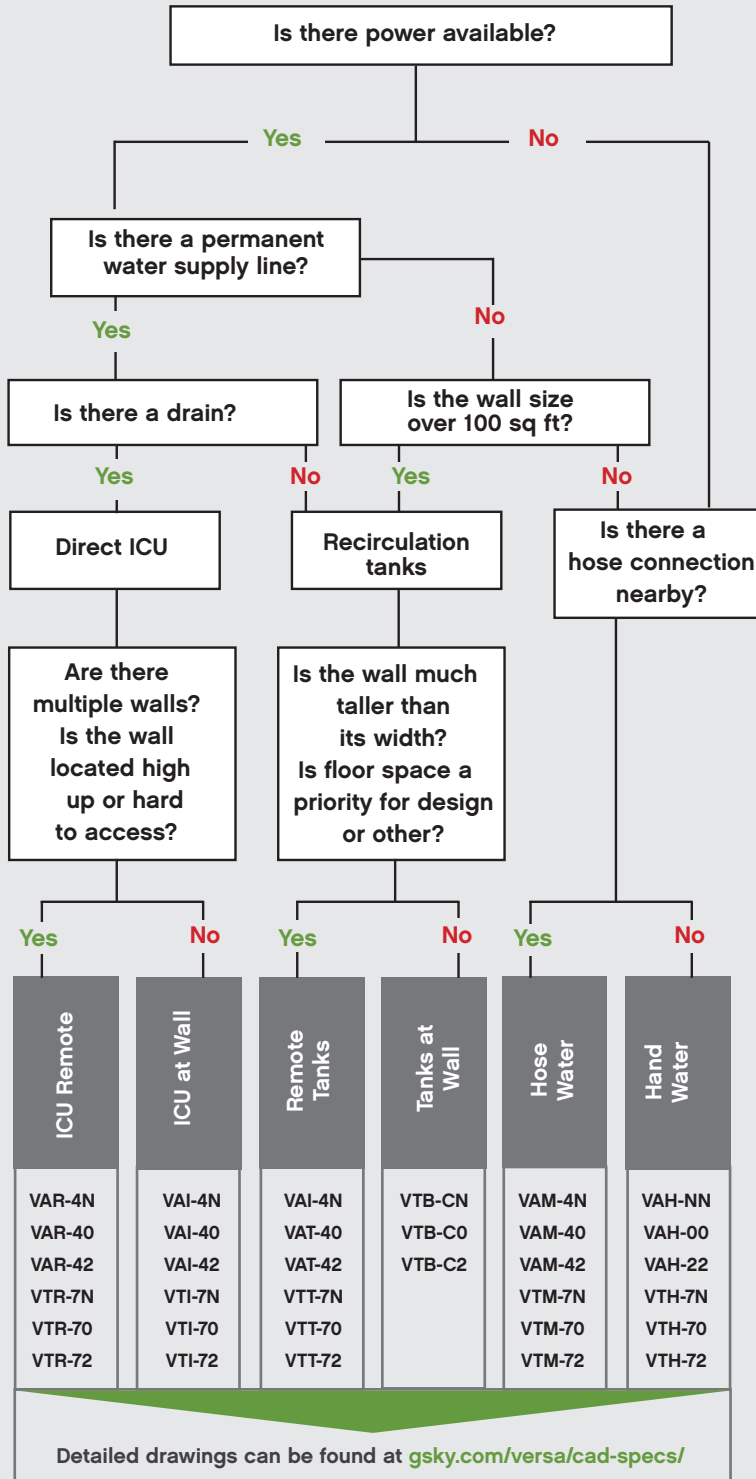 Is there power available?
Yes
No
Is there a permanent
water supply line?
Yes
No
Is there a drain?
Is the wall size
over 100 sq ft?
Yes
No
Yes
No
Direct ICU
Recirculation
tanks
Is there a
hose connection
nearby?
Are there
multiple walls?
Is the wall
located high
up or hard
to access?
Is the wall much
taller than
its width?
Is floor space a
priority for design
or other?
Yes
No
Yes
No
Yes
No
ICU Remote
ICU at Wall
Remote
Tanks
Tanks at
Wall
Hose
Water
Hand
Water
VAR-4N
VAR-40
VAR-42
VTR-7N
VTR-70
VTR-72
VAI-4N
VAI-40
VAI-42
VTI-7N
VTI-70
VTI-72
VAI-4N
VAT-40
VAT-42
VTT-7N
VTT-70
VTT-72
VTB-CN
VTB-C0
VTB-C2
VAM-4N
VAM-40
VAM-42
VTM-7N
VTM-70
VTM-72
VAH-NN
VAH-00
VAH-22
VTH-7N
VTH-70
VTH-72
Detailed drawings can be found at gsky.com/versa/cad-specs/